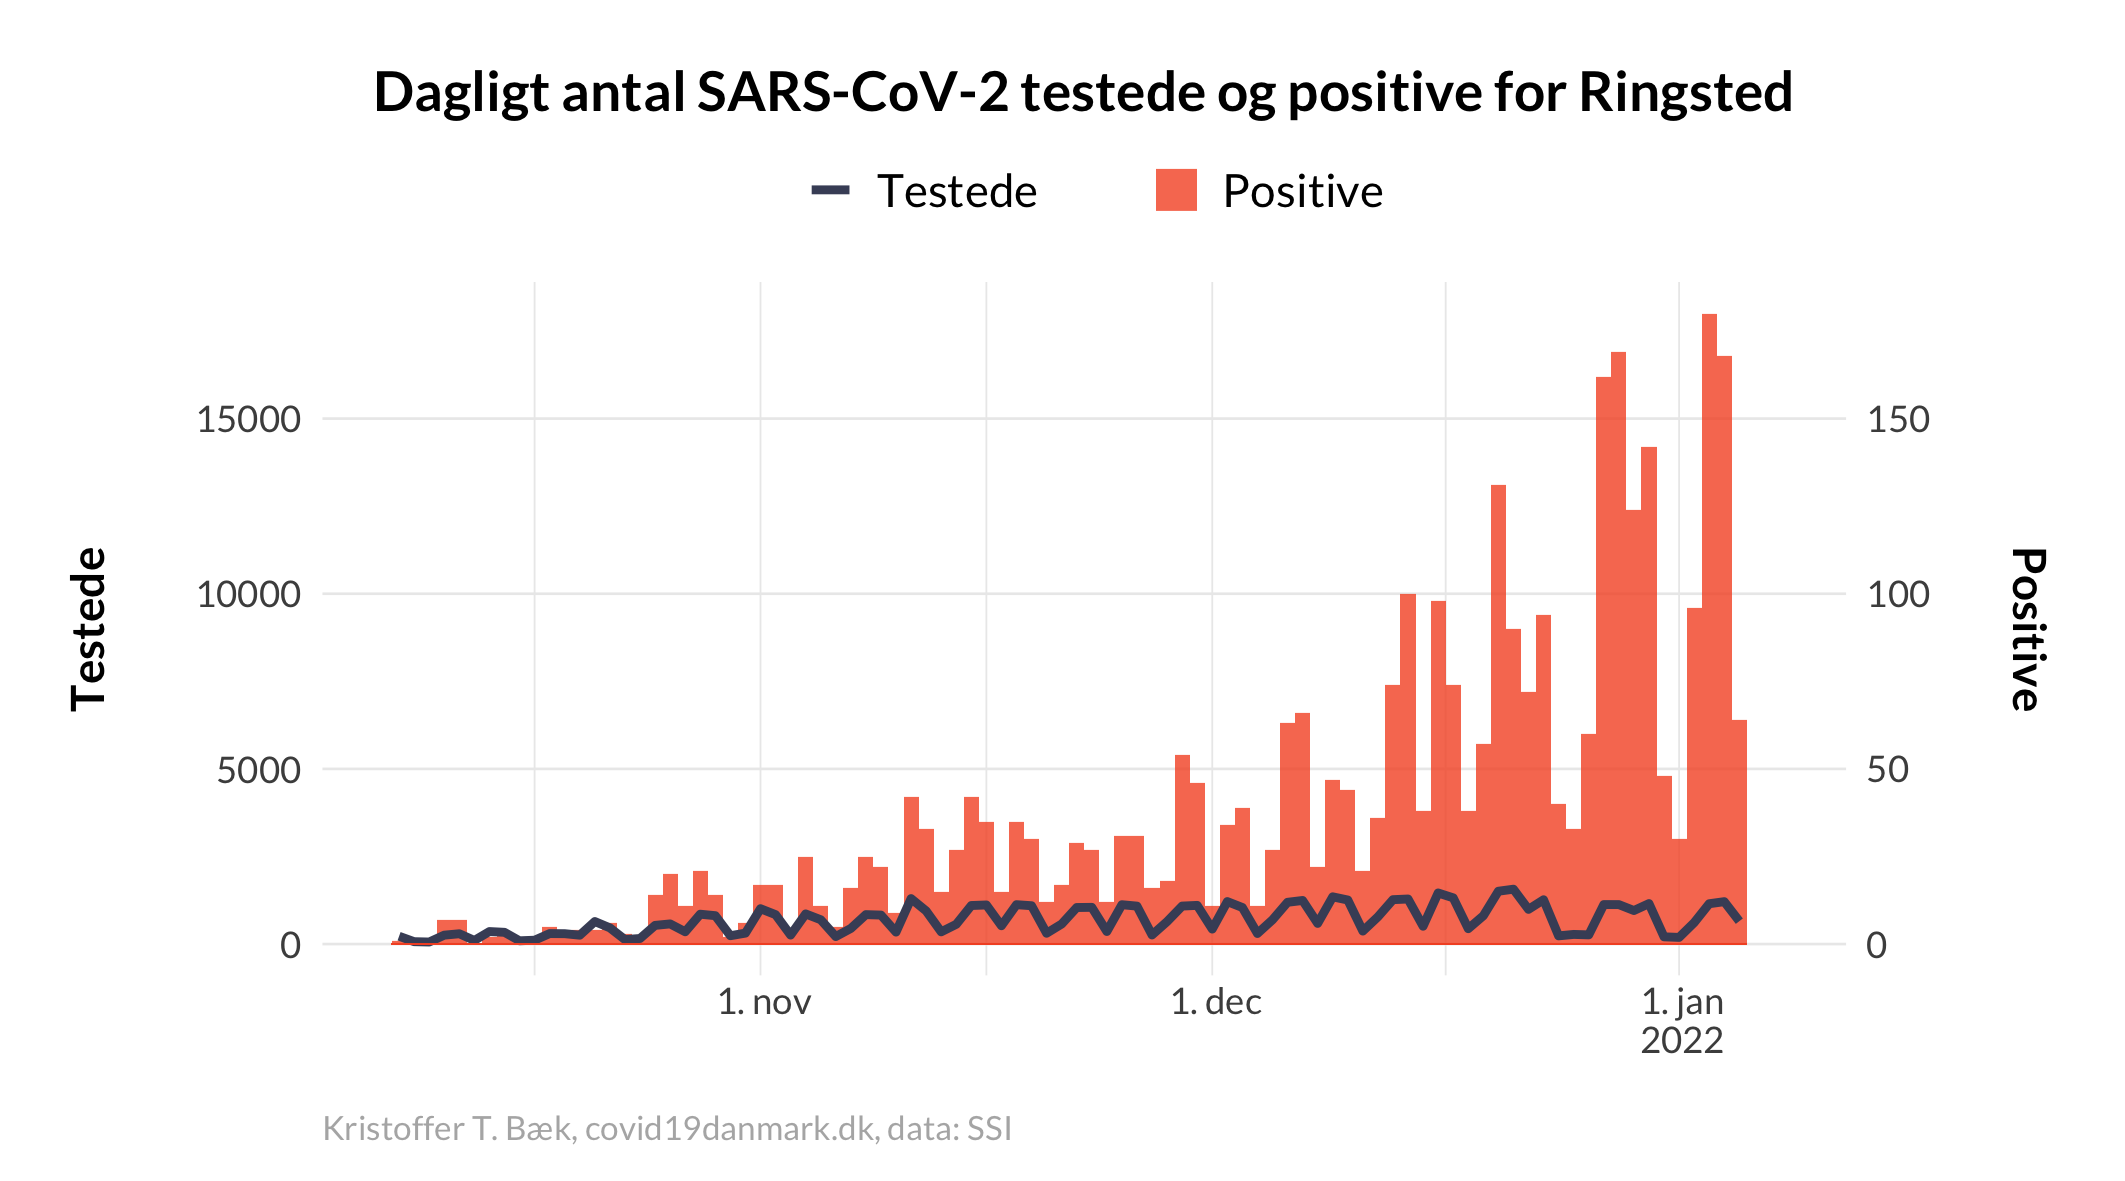 Dagligt antal SARS-CoV-2 testede og positive for Ringsted
Testede
Positive
15000
10000
5000
0
Testede
150
100
50
0
Positive
1. nov
1. dec
1. jan
2022
Kristoffer T. Bæk, covid19danmark.dk, data: SSI